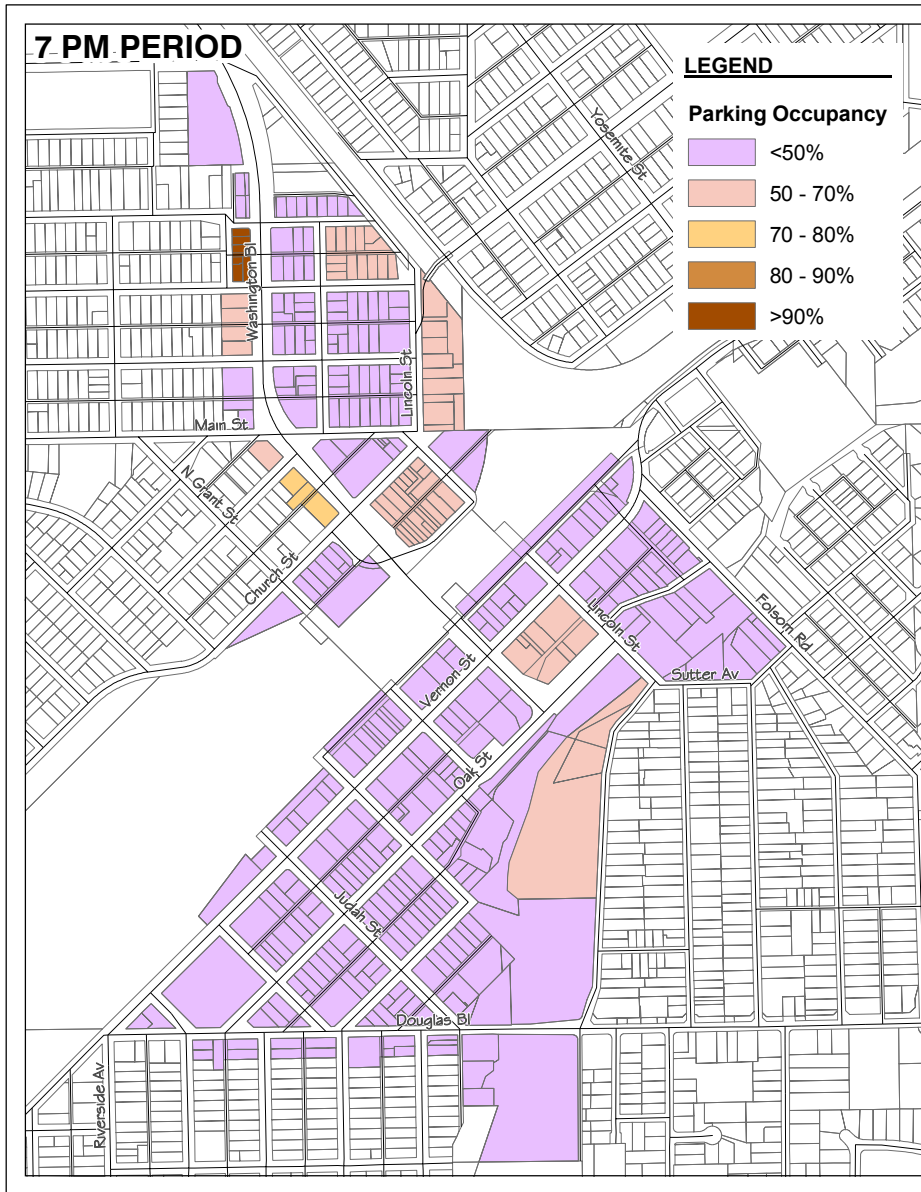 7 PM PERIOD
LEGEND
Parking Occupancy
<50%
50 - 70%
70 - 80%
80 - 90%
>90%
Yosemite St
Washington Bl
Lincoln St
Main St
N Grant St
Church St
Lincoln St
Folsom Rd
Vernon St
Sutter Av
Oak St
Judah St
Douglas Bl
Riverside Av